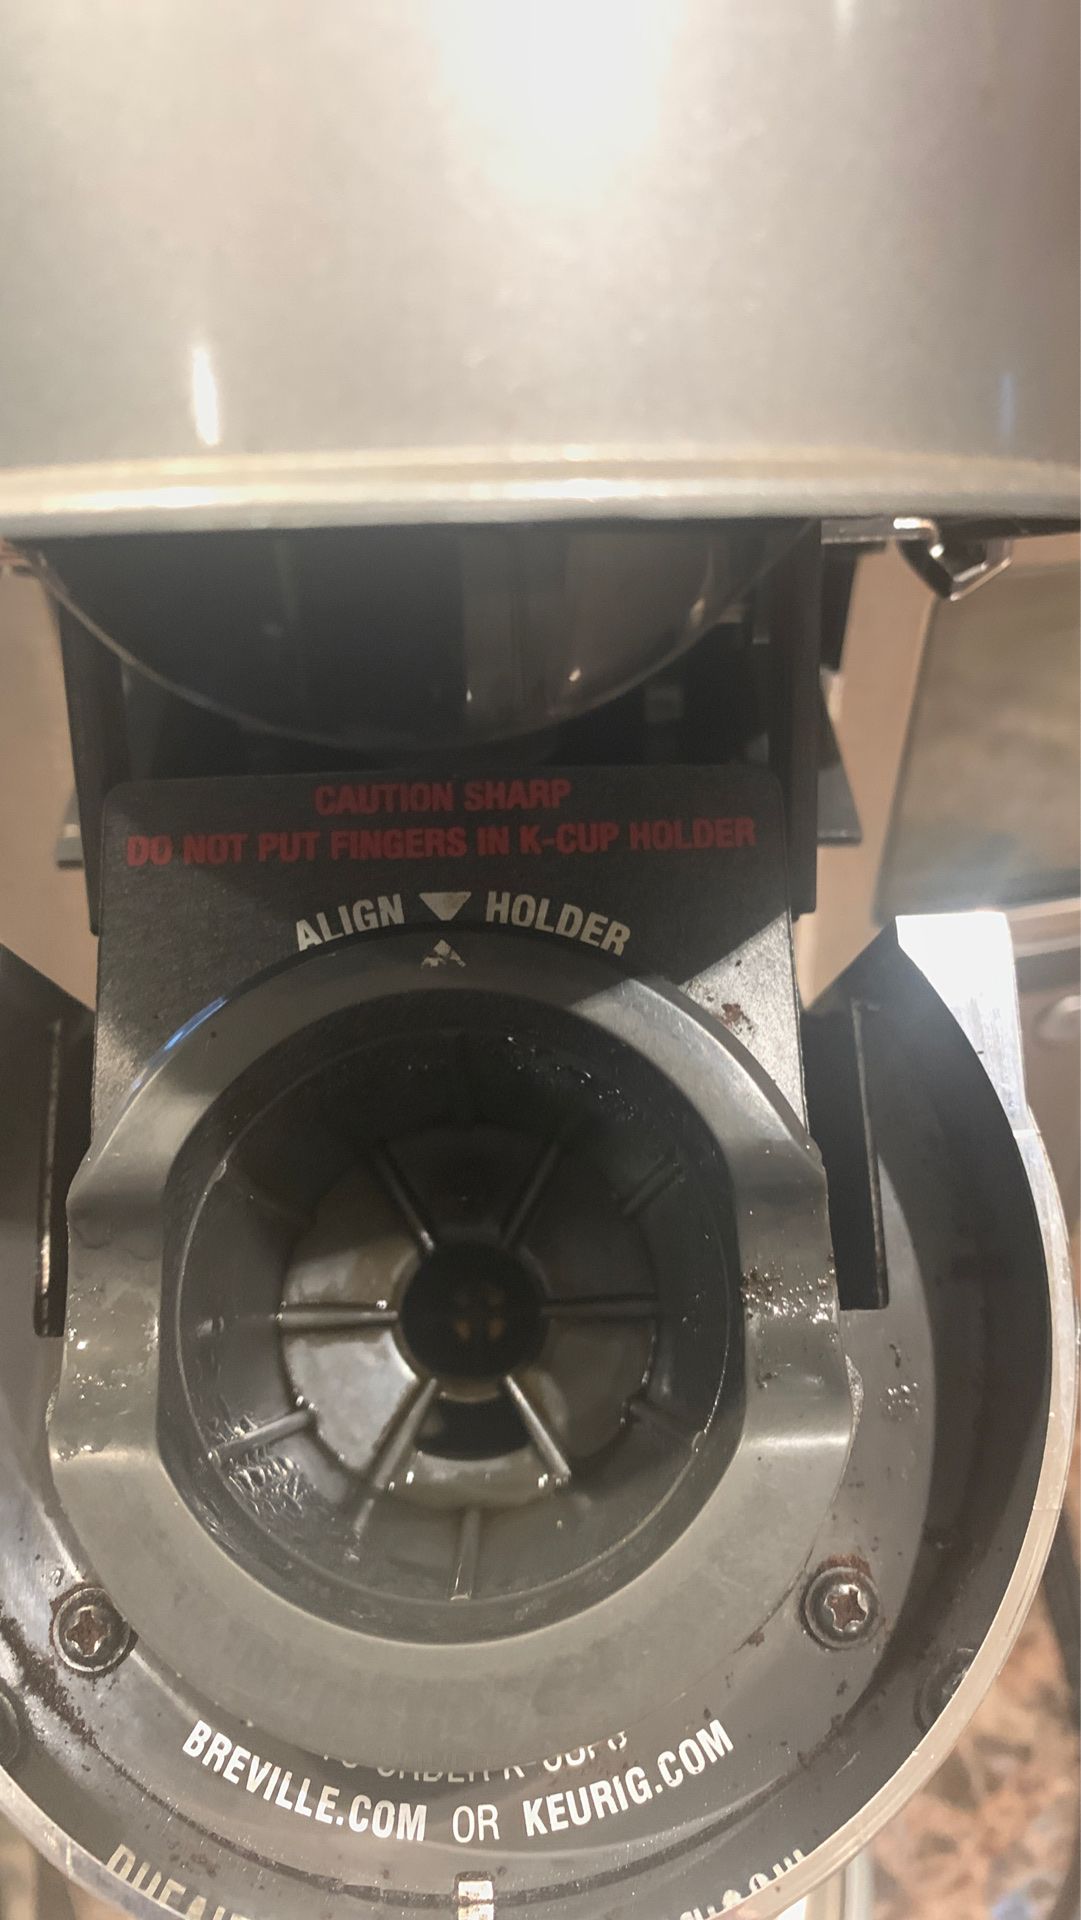 CAUTION SHARP
DO NOT PUT FINGERS IN K-CUP HOLDER
ALIGN HOLDER
BREVILLE.COM OR KEURIG.COM